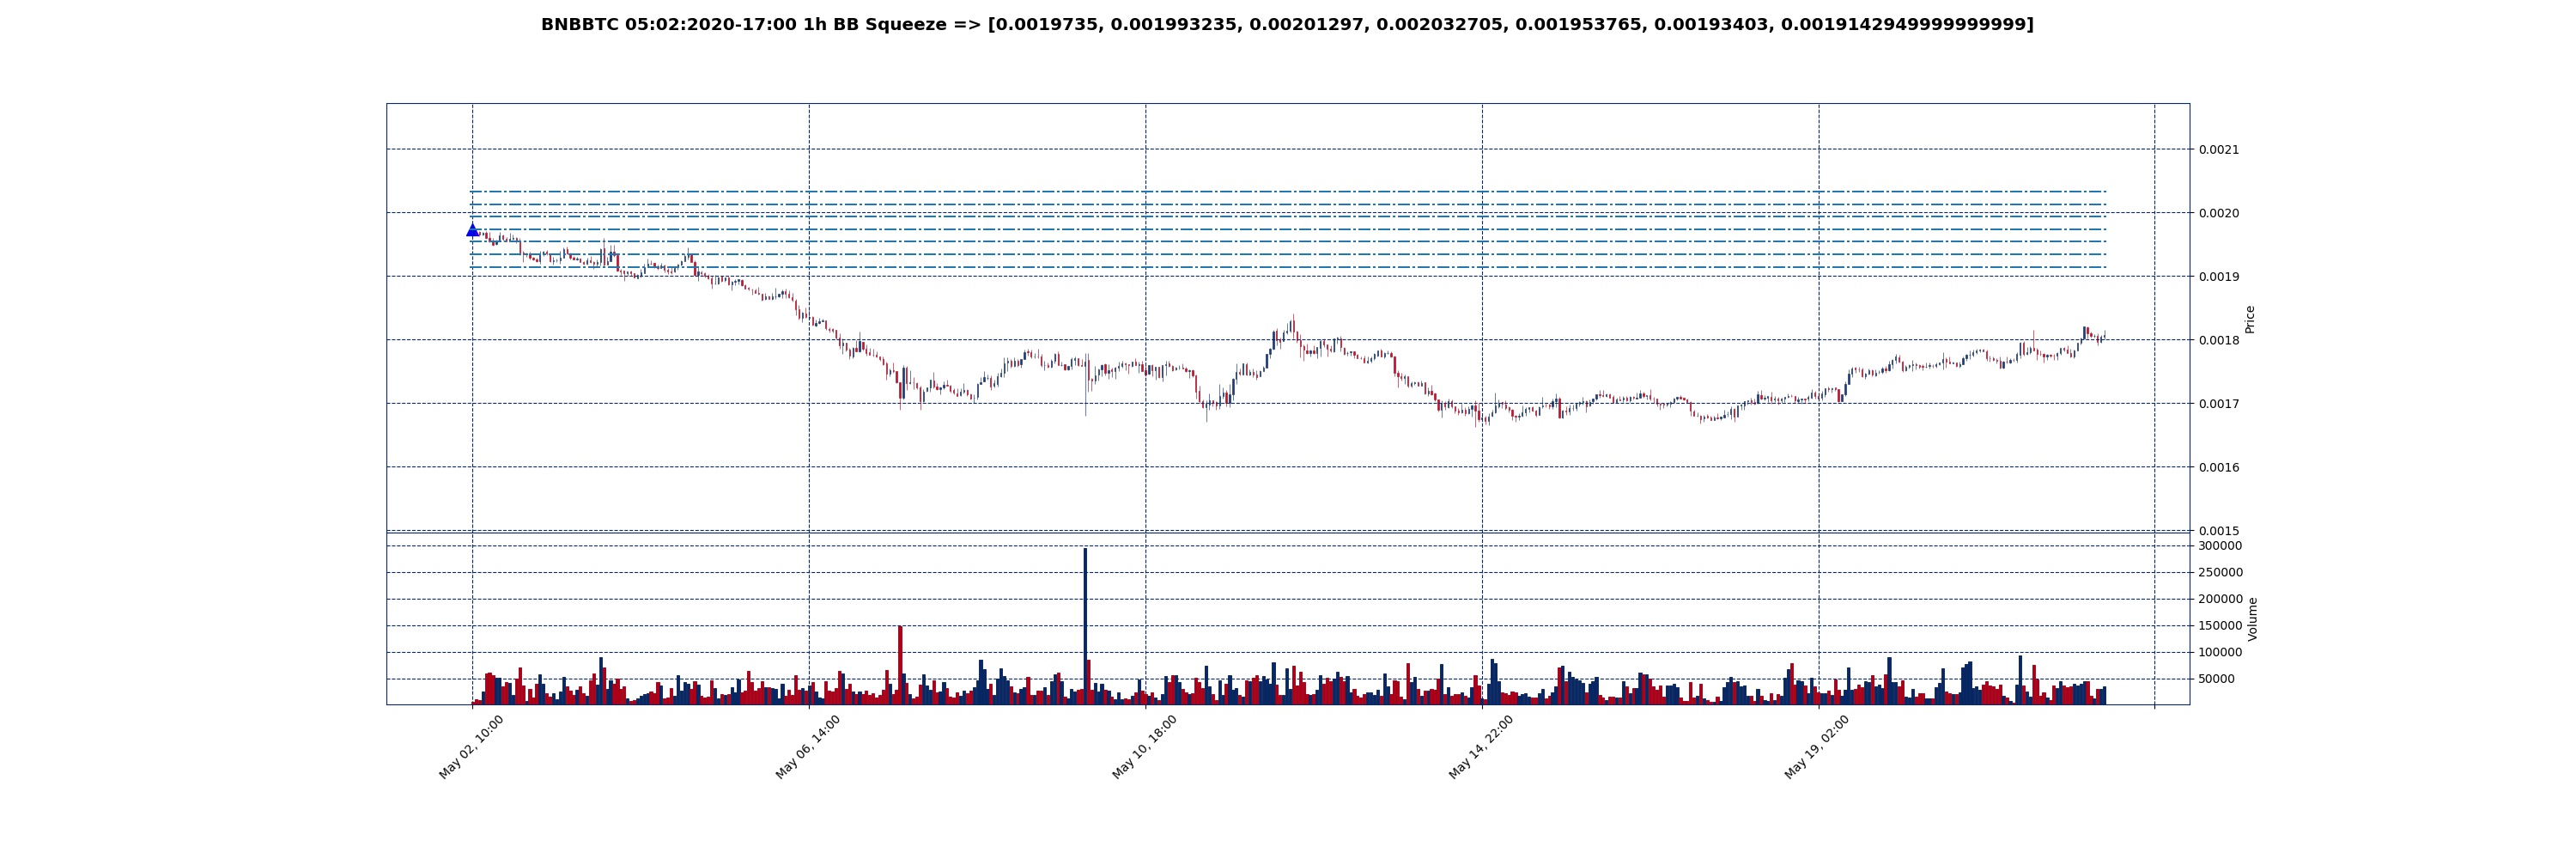 BNBBTC 05:02:2020-17:00 1h BB Squeeze => [0.0019735, 0.001993235, 0.00201297, 0.002032705, 0.001953765, 0.00193403, 0.0019142949999999999]
0.0021
0.0020
0.0019
0.0018
0.0017
0.0016
0.0015
Price
300000
250000
200000
150000
100000
50000
Volume
May 02, 10:00
May 06, 14:00
May 10, 18:00
May 14, 22:00
May 19, 02:00